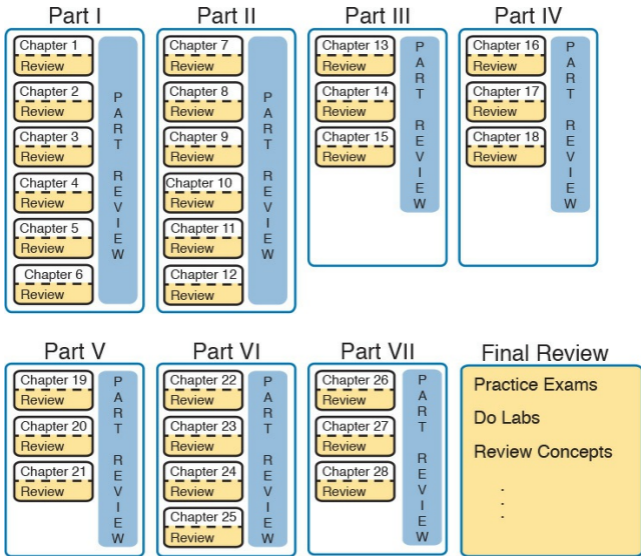 Part I
Chapter 1
Review
Chapter 2
Review
Chapter 3
Review
Chapter 4
Review
Chapter 5
Review
Chapter 6
Review
PART REVIEW
Part II
Chapter 7
Review
Chapter 8
Review
Chapter 9
Review
Chapter 10
Review
Chapter 11
Review
Chapter 12
Review
PART REVIEW
Part III
Chapter 13
Review
Chapter 14
Review
Chapter 15
Review
PART REVIEW
Part IV
Chapter 16
Review
Chapter 17
Review
Chapter 18
Review
PART REVIEW
Part V
Chapter 19
Review
Chapter 20
Review
Chapter 21
Review
PART REVIEW
Part VI
Chapter 22
Review
Chapter 23
Review
Chapter 24
Review
Chapter 25
Review
PART REVIEW
Part VII
Chapter 26
Review
Chapter 27
Review
Chapter 28
Review
PART REVIEW
Final Review
Practice Exams
Do Labs
Review Concepts
.
.
.